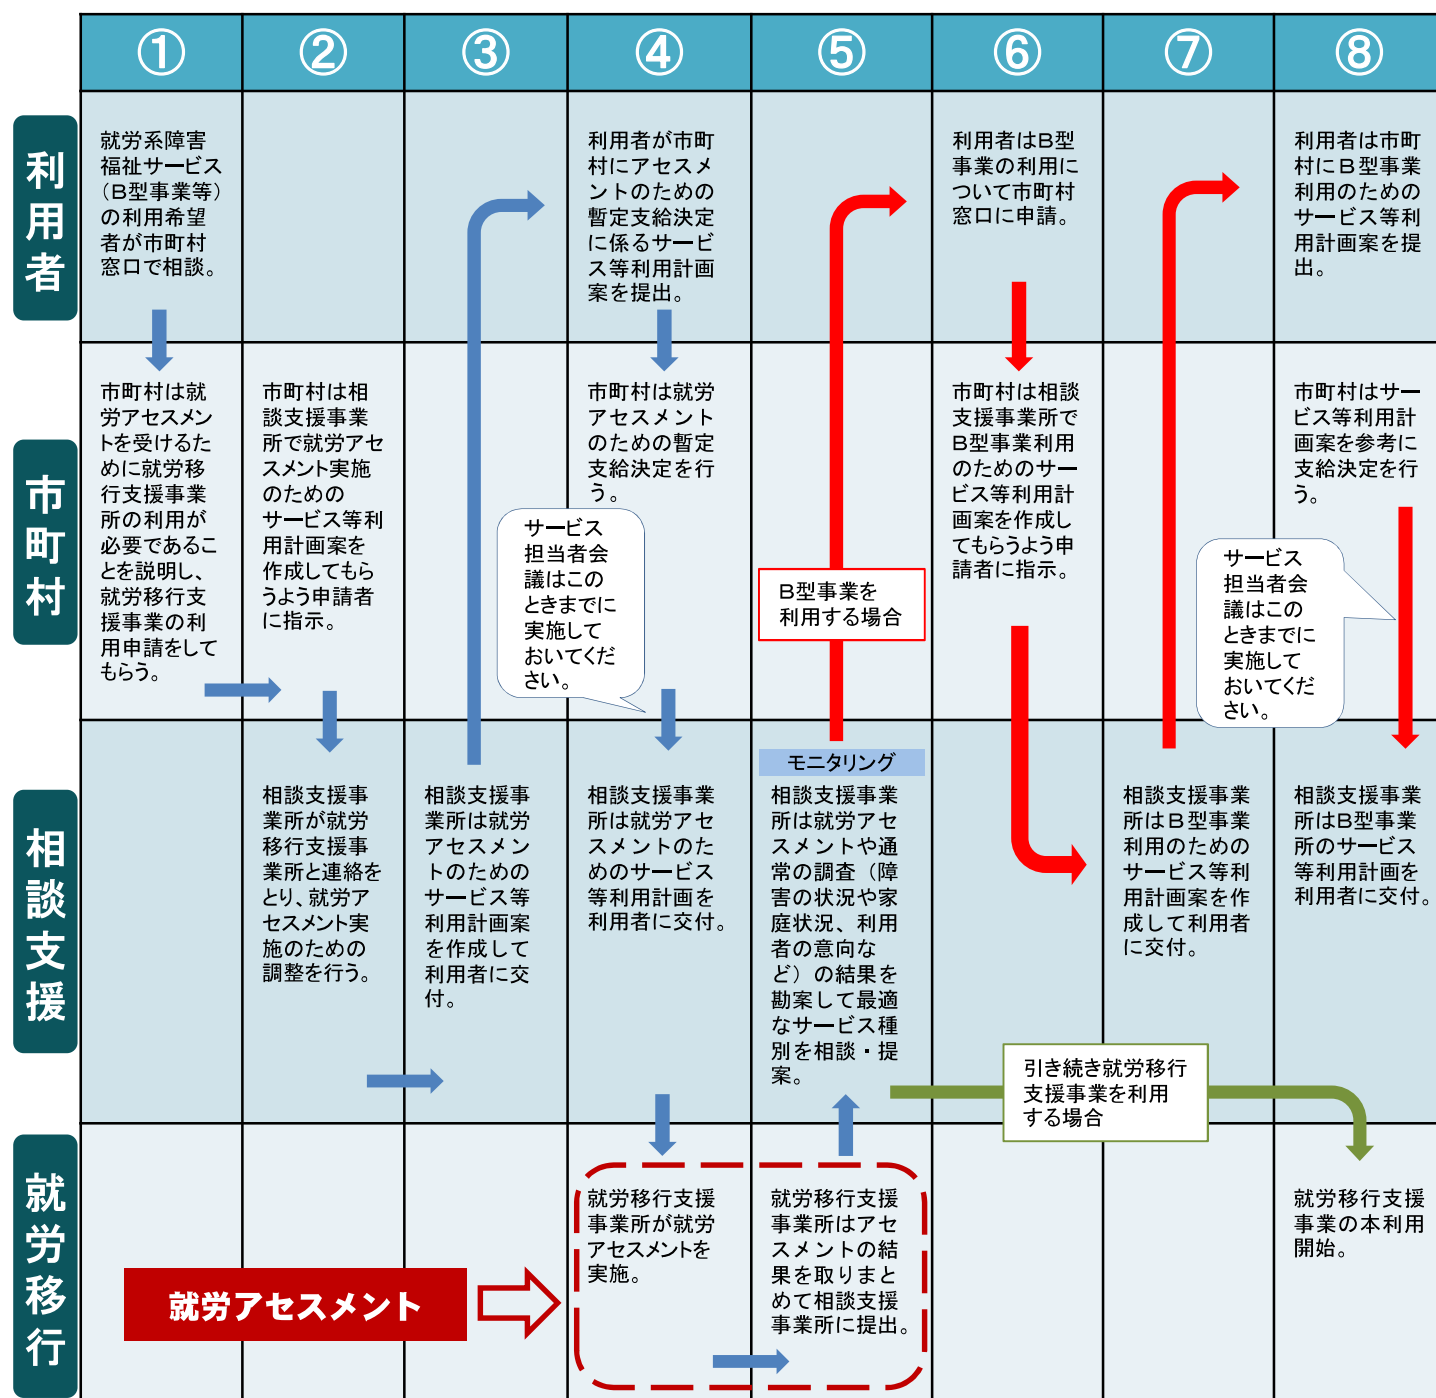 ①
②
③
④
⑤
⑥
⑦
⑧
利用者
就労系障害
福祉サービス
（Ｂ型事業等）
の利用希望
者が市町村
窓口で相談。
利用者が市町
村にアセスメ
ントのための
暫定支給決定
に係るサービ
ス等利用計画
案を提出。
利用者はＢ型
事業の利用に
ついて市町村
窓口に申請。
利用者は市町
村にＢ型事業
利用のための
サービス等利
用計画案を提
出。
市町村
市町村は就
労アセスメン
トを受けるた
めに就労移
行支援事業
所の利用が
必要であるこ
とを説明し、
就労移行支
援事業の利
用申請をして
もらう。
市町村は相
談支援事業
所で就労アセ
スメント実施
のための
サービス等利
用計画案を
作成してもら
うよう申請者
に指示。
市町村は就労
アセスメント
のための暫定
支給決定を行
う。
サービス
担当者会
議はこの
ときまでに
実施して
おいてくだ
さい。
Ｂ型事業を
利用する場合
市町村は相談
支援事業所で
Ｂ型事業利用
のためのサー
ビス等利用計
画案を作成し
てもらうよう申
請者に指示。
市町村はサー
ビス等利用計
画案を参考に
支給決定を行
う。
サービス
担当者会
議はこの
ときまでに
実施して
おいてくだ
さい。
相談支援
相談支援事
業所が就労
移行支援事
業所と連絡を
とり、就労ア
セスメント実
施のための
調整を行う。
相談支援事
業所は就労
アセスメン
トのための
サービス等
利用計画案
を作成して
利用者に交
付。
相談支援事業
所は就労アセ
スメントのた
めのサービス
等利用計画を
利用者に交付。
モニタリング
相談支援事業
所は就労アセ
スメントや通
常の調査（障
害の状況や家
庭状況、利用
者の意向な
ど）の結果を
勘案して最適
なサービス種
別を相談・提
案。
相談支援事業
所はＢ型事業
利用のための
サービス等利
用計画案を作
成して利用者
に交付。
相談支援事業
所はB型事業
所のサービス
等利用計画を
利用者に交付。
引き続き就労移行
支援事業を利用
する場合
就労移行
就労アセスメント
就労移行支援
事業所が就労
アセスメントを
実施。
就労移行支援
事業所はアセ
スメントの結
果を取りまと
めて相談支援
事業所に提出。
就労移行支援
事業の本利用
開始。